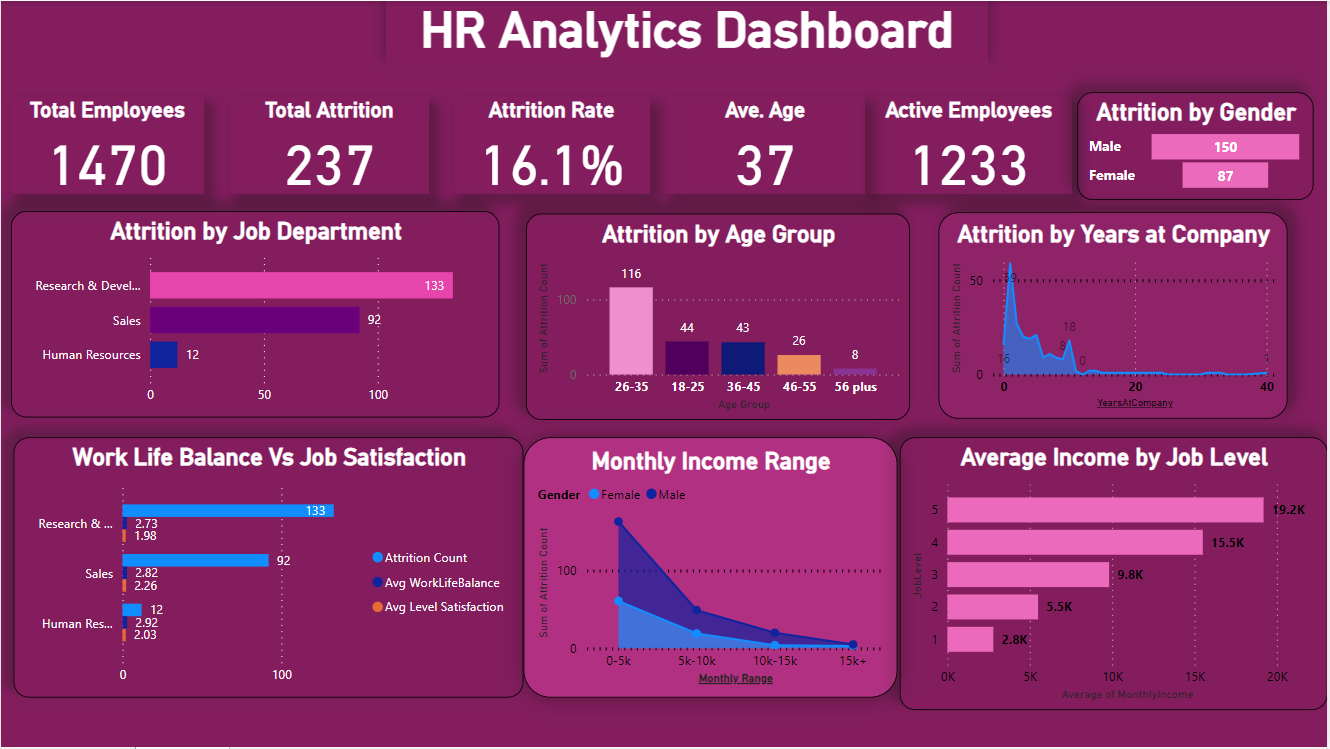 HR Analytics Dashboard
Total Employees
1470
Total Attrition
237
Attrition Rate
16.1%
Ave. Age
37
Active Employees
1233
Attrition by Gender
Male
150
Female
87
Attrition by Job Department
Research & Devel...
133
Sales
92
Human Resources
12
0
50
100
Attrition by Age Group
Sum of Attrition Count
100
0
116
44
43
26
8
26-35
18-25
36-45
46-55
56 plus
Age Group
Attrition by Years at Company
Sum of Attrition Count
50
0
59
16
18
8
0
1
0
20
40
YearsAtCompany
Work Life Balance Vs Job Satisfaction
Research & ...
133
2.73
1.98
Sales
92
2.82
2.26
Human Res...
12
2.92
2.03
0
100
Attrition Count
Avg WorkLifeBalance
Avg Level Satisfaction
Monthly Income Range
Gender Female Male
Sum of Attrition Count
100
0
0-5k
5k-10k
10k-15k
15k+
Monthly Range
Average Income by Job Level
JobLevel
5
19.2K
4
15.5K
3
9.8K
2
5.5K
1
2.8K
0K
5K
10K
15K
20K
Average of MonthlyIncome